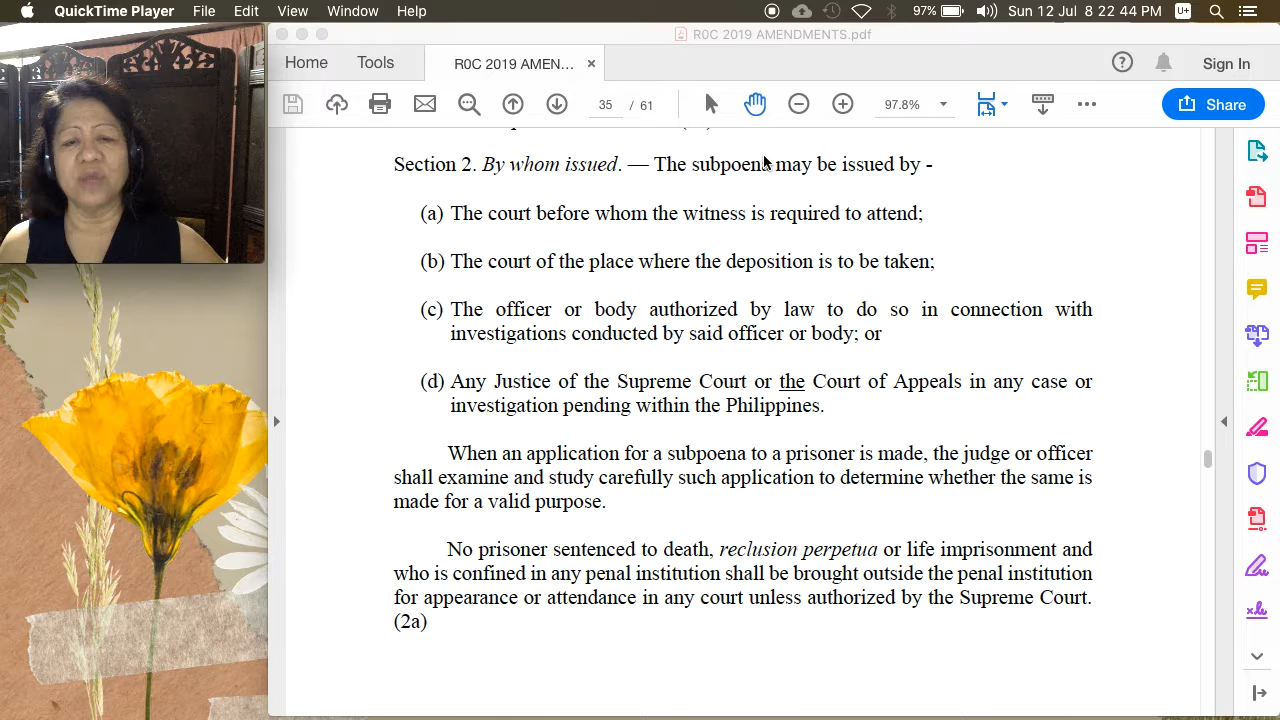 QuickTime Player File Edit View Window Help 97% Sun 12 Jul 8 22 44 PM U+
R0C 2019 AMENDMENTS.pdf
Home Tools R0C 2019 AMEN... × Sign In
35 / 61 97.8% Share
Section 2. By whom issued. — The subpoena may be issued by -
(a) The court before whom the witness is required to attend;
(b) The court of the place where the deposition is to be taken;
(c) The officer or body authorized by law to do so in connection with
investigations conducted by said officer or body; or
(d) Any Justice of the Supreme Court or the Court of Appeals in any case or
investigation pending within the Philippines.
When an application for a subpoena to a prisoner is made, the judge or officer
shall examine and study carefully such application to determine whether the same is
made for a valid purpose.
No prisoner sentenced to death, reclusion perpetua or life imprisonment and
who is confined in any penal institution shall be brought outside the penal institution
for appearance or attendance in any court unless authorized by the Supreme Court.
(2a)